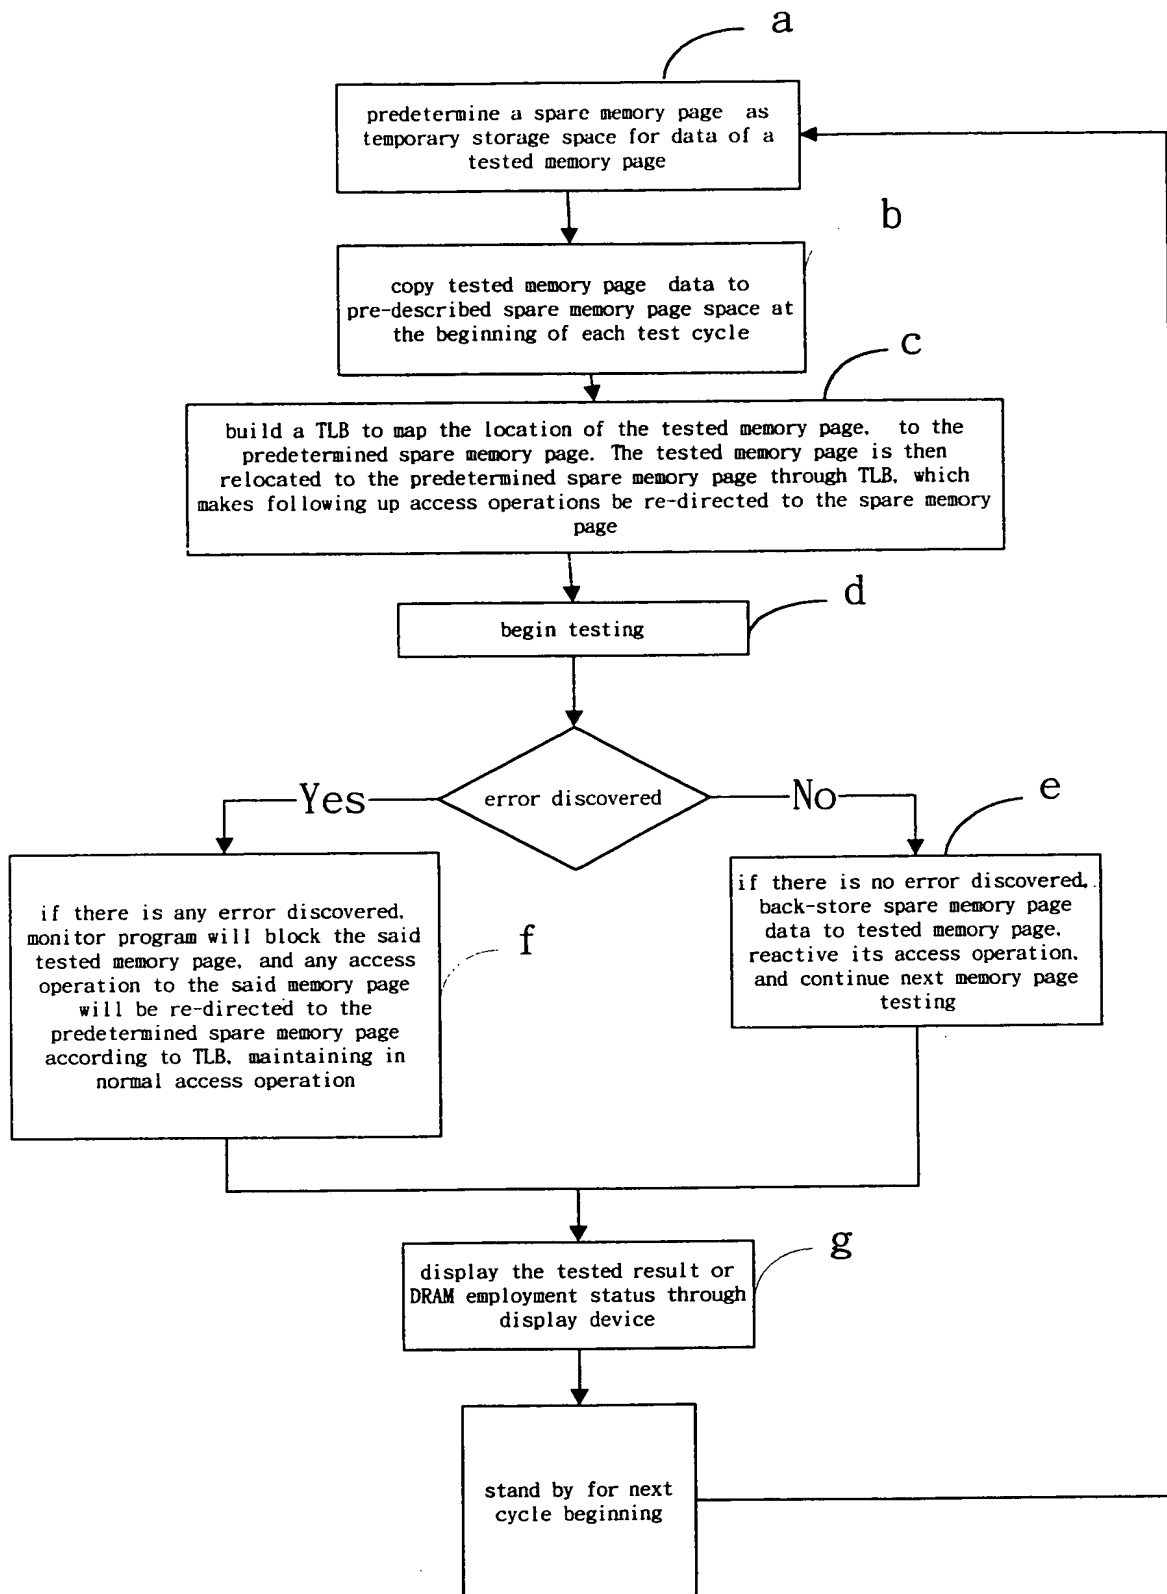 a
predetermine a spare memory page as
temporary storage space for data of a
tested memory page
b
copy tested memory page data to
pre-described spare memory page space at
the beginning of each test cycle
c
build a TLB to map the location of the tested memory page, to the
predetermined spare memory page. The tested memory page is then
relocated to the predetermined spare memory page through TLB, which
makes following up access operations be re-directed to the spare memory
page
d
begin testing
error discovered
Yes
No
e
if there is no error discovered,
back-store spare memory page
data to tested memory page,
reactive its access operation,
and continue next memory page
testing
f
if there is any error discovered,
monitor program will block the said
tested memory page, and any access
operation to the said memory page
will be re-directed to the
predetermined spare memory page
according to TLB, maintaining in
normal access operation
g
display the tested result or
DRAM employment status through
display device
stand by for next
cycle beginning